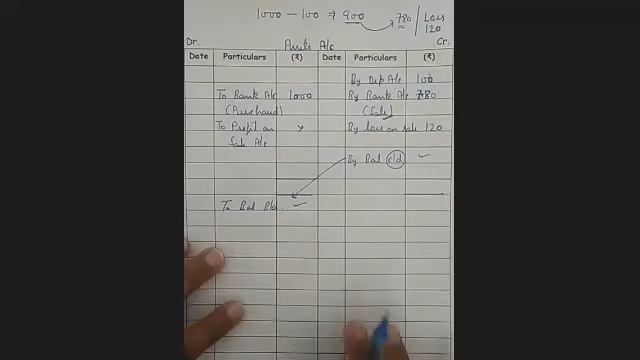 1000 - 100 ⇒ 900 → 780 / Loss 120
Dr. Assets A/c Cr.
Date Particulars (₹) Date Particulars (₹)
By Dep A/c 100
To Bank A/c 1000 By Bank A/c 780
(Purchased) (Sale)
To Profit on x By loss on sale 120
Sale A/c
By Bal c/d ✓
To Bal B/d. ✓